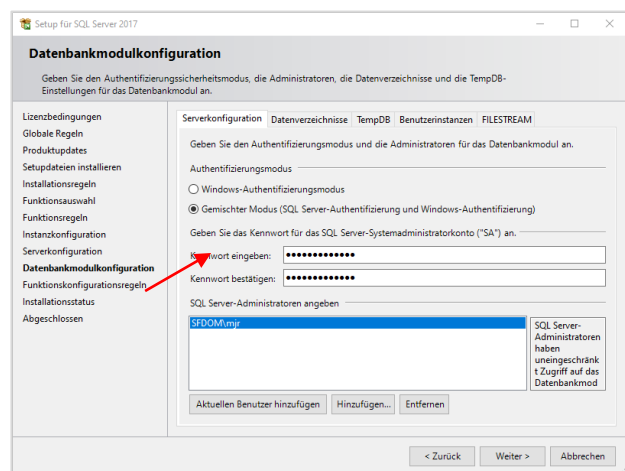 Setup für SQL Server 2017
Datenbankmodulkonfiguration
Geben Sie den Authentifizierungssicherheitsmodus, die Administratoren, die Datenverzeichnisse und die TempDB-
Einstellungen für das Datenbankmodul an.
Lizenzbedingungen
Globale Regeln
Produktupdates
Setupdateien installieren
Installationsregeln
Funktionsauswahl
Funktionsregeln
Instanzkonfiguration
Serverkonfiguration
Datenbankmodulkonfiguration
Funktionskonfigurationsregeln
Installationsstatus
Abgeschlossen
Serverkonfiguration Datenverzeichnisse TempDB Benutzerinstanzen FILESTREAM
Geben Sie den Authentifizierungsmodus und die Administratoren für das Datenbankmodul an.
Authentifizierungsmodus
Windows-Authentifizierungsmodus
Gemischter Modus (SQL Server-Authentifizierung und Windows-Authentifizierung)
Geben Sie das Kennwort für das SQL Server-Systemadministratorkonto ("SA") an.
Kennwort eingeben: •••••••••••••
Kennwort bestätigen: •••••••••••••
SQL Server-Administratoren angeben
SFDOM\mjr
SQL Server-
Administratoren
haben
uneingeschränk
t Zugriff auf das
Datenbankmod
Aktuellen Benutzer hinzufügen Hinzufügen... Entfernen
< Zurück Weiter > Abbrechen